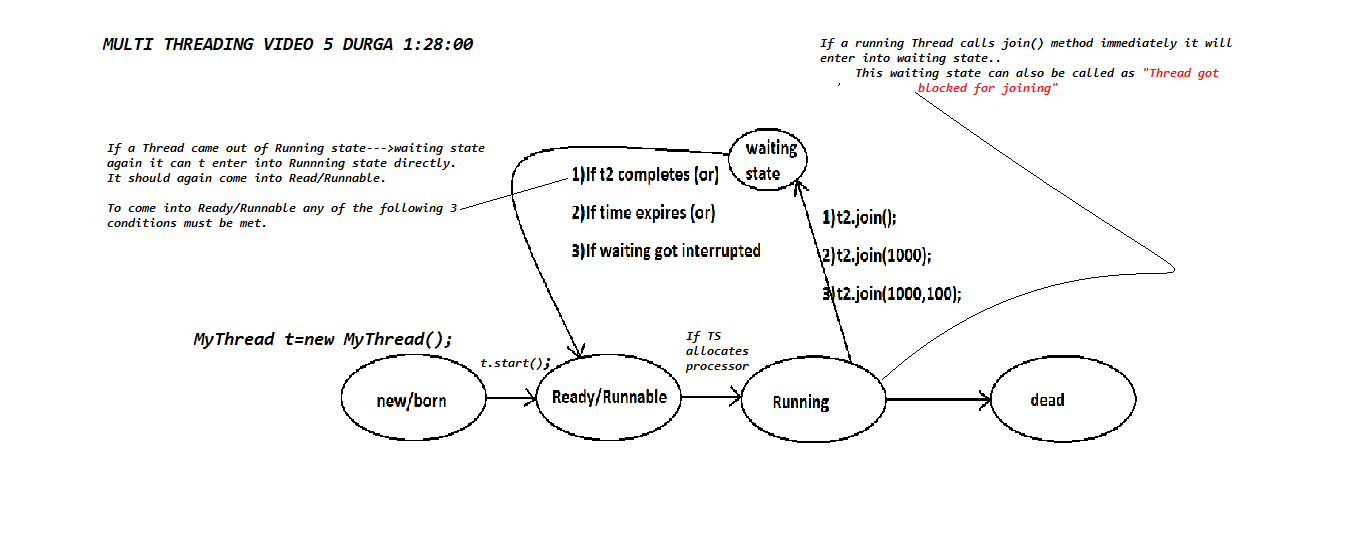 MULTI THREADING VIDEO 5 DURGA 1:28:00
If a running Thread calls join() method immediately it will
enter into waiting state..
This waiting state can also be called as "Thread got
blocked for joining"
If a Thread came out of Running state--->waiting state
again it can t enter into Runnning state directly.
It should again come into Read/Runnable.
To come into Ready/Runnable any of the following 3
conditions must be met.
waiting
state
1)If t2 completes (or)
2)If time expires (or)
3)If waiting got interrupted
1)t2.join();
2)t2.join(1000);
3)t2.join(1000,100);
MyThread t=new MyThread();
t.start();
If TS
allocates
processor
new/born
Ready/Runnable
Running
dead